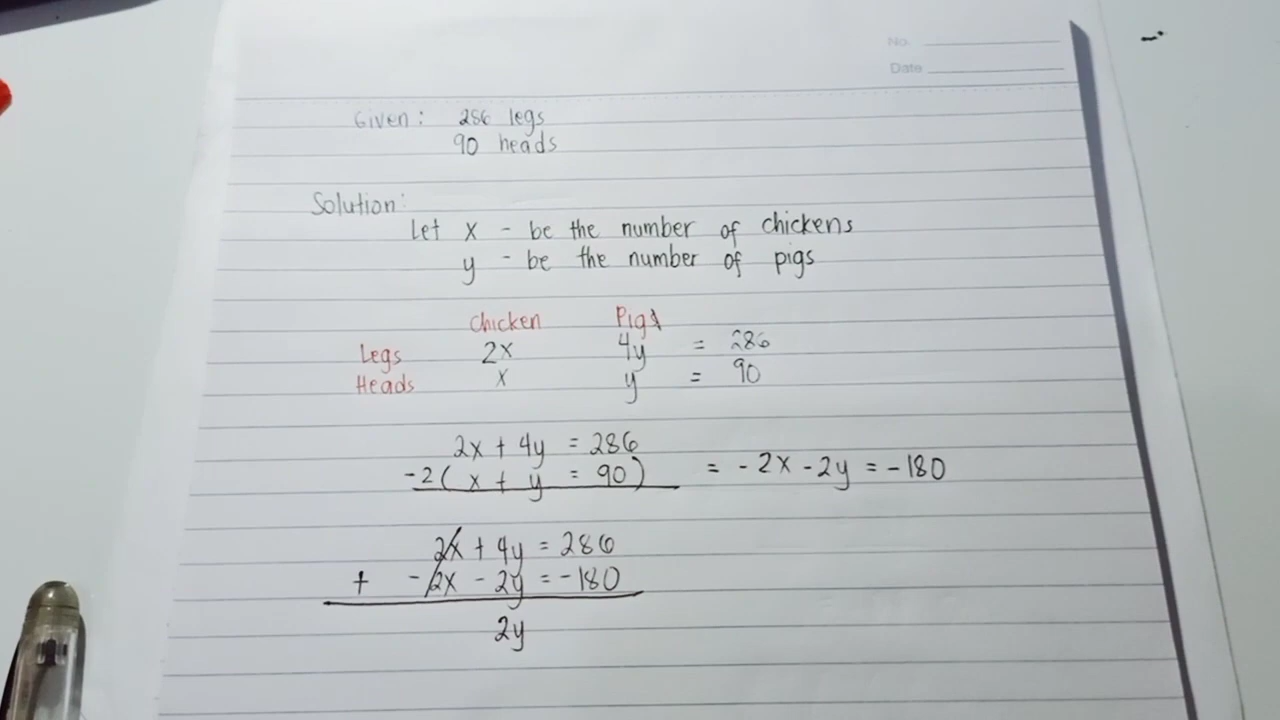 No.
Date
Given: 286 legs
90 heads
Solution:
Let x - be the number of chickens
y - be the number of pigs
Chicken Pigs
Legs 2x 4y = 286
Heads x y = 90
2x + 4y = 286
-2( x + y = 90) = -2x - 2y = -180
2x + 4y = 286
+ -2x - 2y = -180
2y